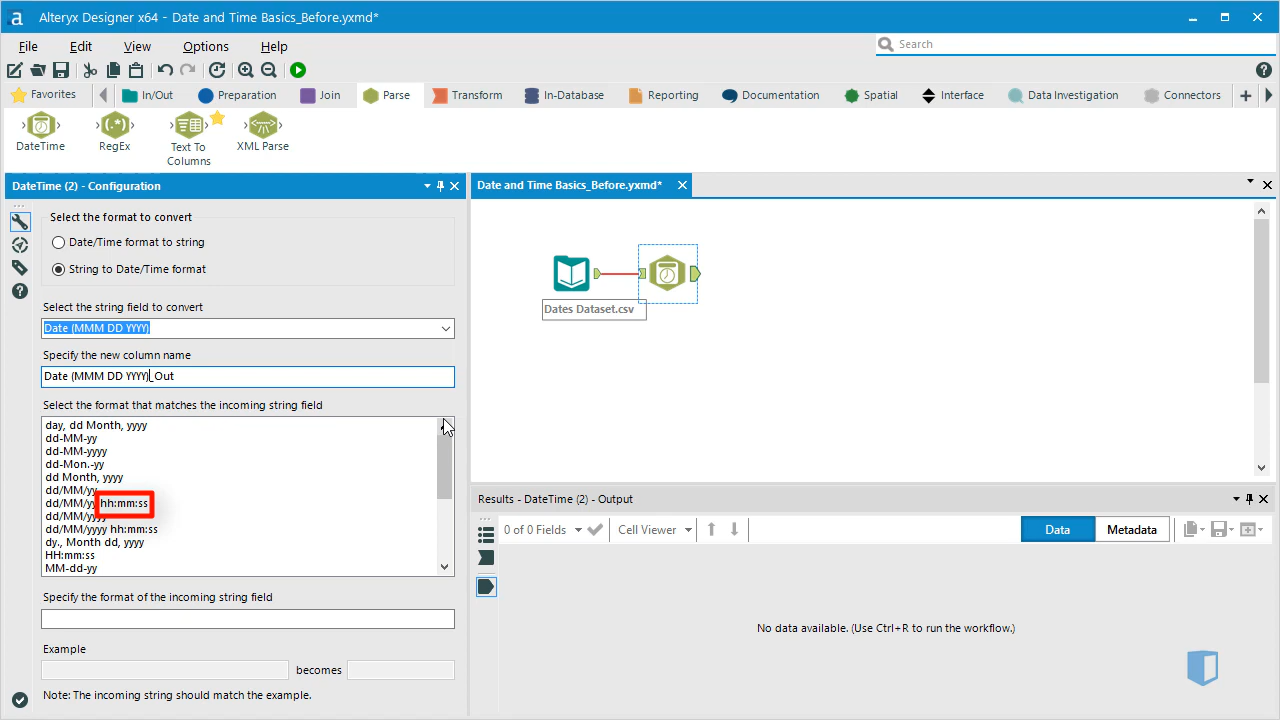 a Alteryx Designer x64 - Date and Time Basics_Before.yxmd*
File Edit View Options Help
Search
Favorites In/Out Preparation Join Parse Transform In-Database Reporting Documentation Spatial Interface Data Investigation Connectors
DateTime RegEx Text To Columns XML Parse
DateTime (2) - Configuration
Select the format to convert
Date/Time format to string
String to Date/Time format
Select the string field to convert
Date (MMM DD YYYY)
Specify the new column name
Date (MMM DD YYYY)_Out
Select the format that matches the incoming string field
day, dd Month, yyyy
dd-MM-yy
dd-MM-yyyy
dd-Mon.-yy
dd Month, yyyy
dd/MM/yy
dd/MM/yy hh:mm:ss
dd/MM/yyyy
dd/MM/yyyy hh:mm:ss
dy., Month dd, yyyy
HH:mm:ss
MM-dd-yy
Specify the format of the incoming string field
Example
becomes
Note: The incoming string should match the example.
Date and Time Basics_Before.yxmd*
Dates Dataset.csv
Results - DateTime (2) - Output
0 of 0 Fields Cell Viewer Data Metadata
No data available. (Use Ctrl+R to run the workflow.)